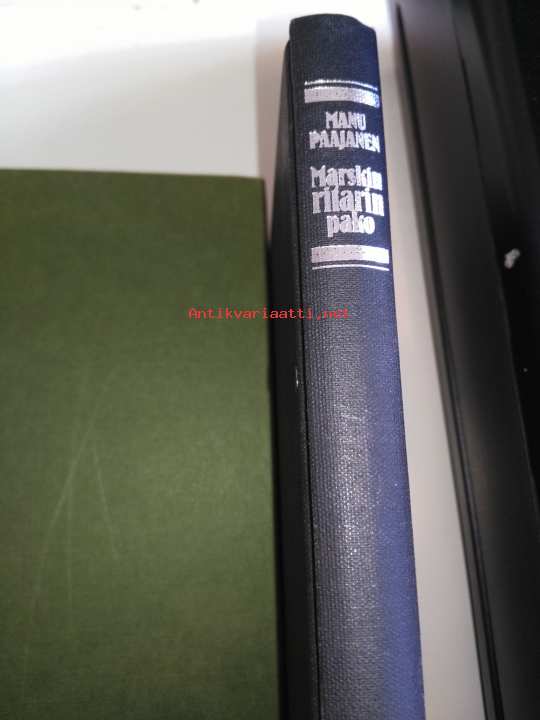 MANU
PAAJANEN
Marskin
ritarin
pako
Antikvariaatti.net